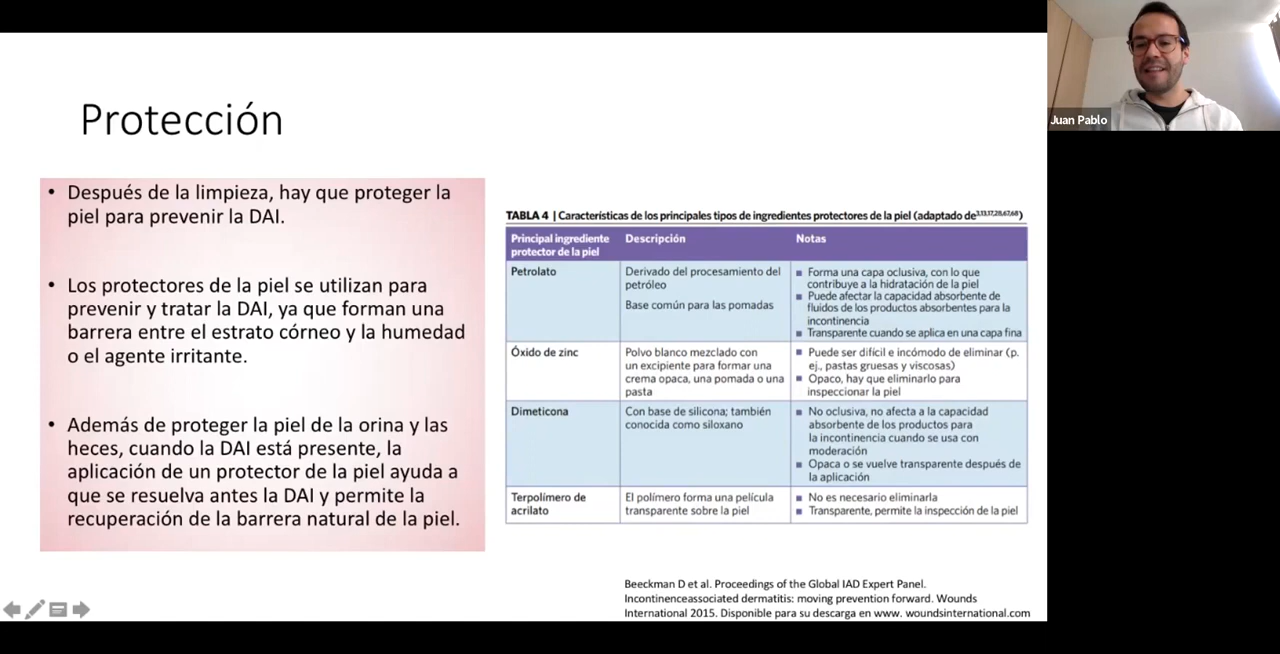 Protección
• Después de la limpieza, hay que proteger la
piel para prevenir la DAI.
• Los protectores de la piel se utilizan para
prevenir y tratar la DAI, ya que forman una
barrera entre el estrato córneo y la humedad
o el agente irritante.
• Además de proteger la piel de la orina y las
heces, cuando la DAI está presente, la
aplicación de un protector de la piel ayuda a
que se resuelva antes la DAI y permite la
recuperación de la barrera natural de la piel.
TABLA 4 | Características de los principales tipos de ingredientes protectores de la piel (adaptado de)
Principal ingrediente
protector de la piel
Descripción
Notas
Petrolato
Derivado del procesamiento del
petróleo
Base común para las pomadas
Forma una capa oclusiva, con lo que
contribuye a la hidratación de la piel
Puede afectar la capacidad absorbente de
fluidos de los productos absorbentes para la
incontinencia
Transparente cuando se aplica en una capa fina
Óxido de zinc
Polvo blanco mezclado con
un excipiente para formar una
crema opaca, una pomada o una
pasta
Puede ser difícil e incómodo de eliminar (p.
ej., pastas gruesas y viscosas)
Opaco, hay que eliminarlo para
inspeccionar la piel
Dimeticona
Con base de silicona; también
conocida como siloxano
No oclusiva, no afecta a la capacidad
absorbente de los productos para
la incontinencia cuando se usa con
moderación
Opaca o se vuelve transparente después de
la aplicación
Terpolímero de
acrilato
El polímero forma una película
transparente sobre la piel
No es necesario eliminarla
Transparente, permite la inspección de la piel
Beeckman D et al. Proceedings of the Global IAD Expert Panel.
Incontinenceassociated dermatitis: moving prevention forward. Wounds
International 2015. Disponible para su descarga en www. woundsinternational.com
Juan Pablo